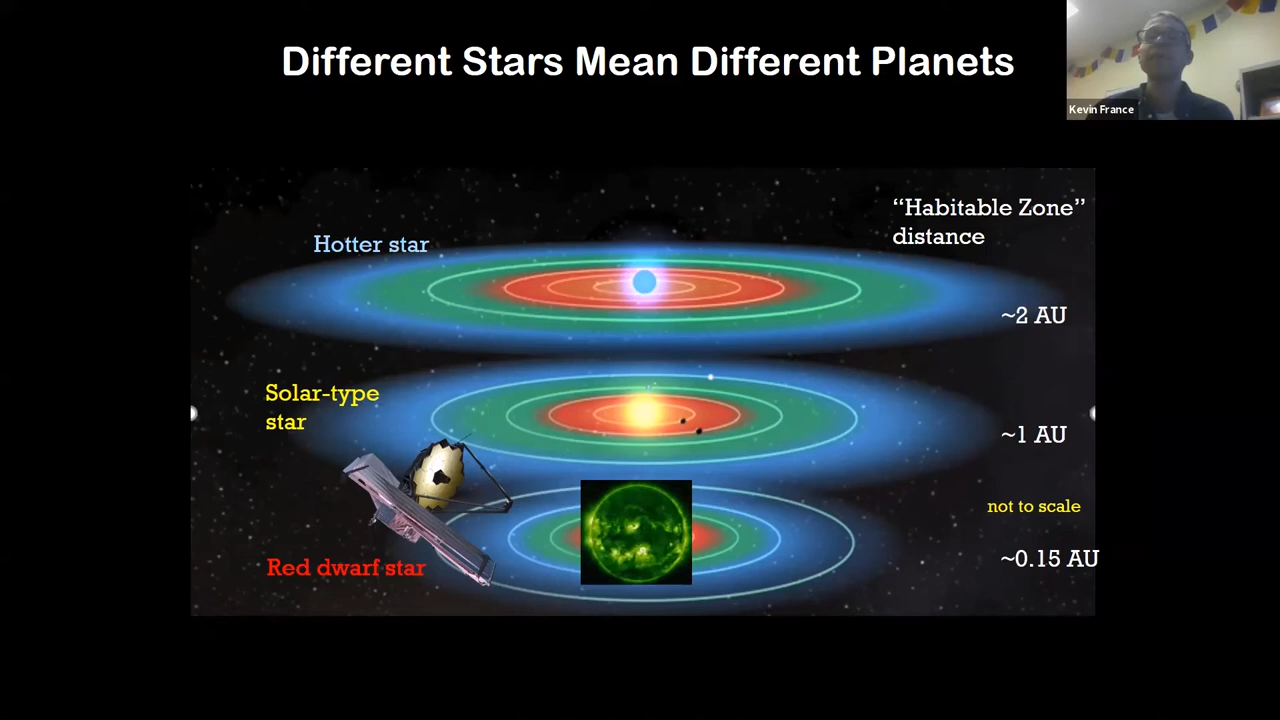 Different Stars Mean Different Planets
Kevin France
“Habitable Zone”
distance
Hotter star
~2 AU
Solar-type
star
~1 AU
not to scale
~0.15 AU
Red dwarf star